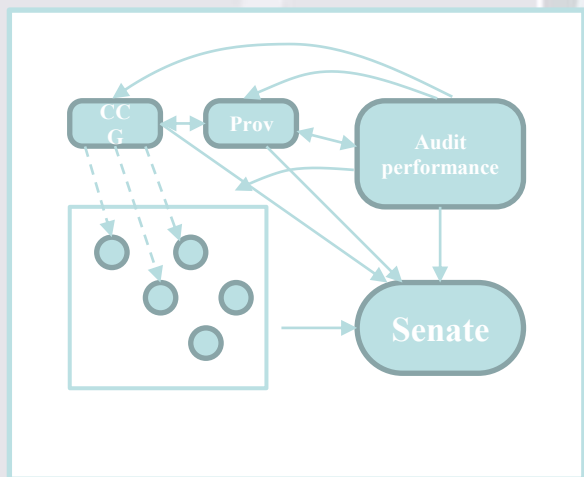 CC
G
Prov
Audit
performance
Senate